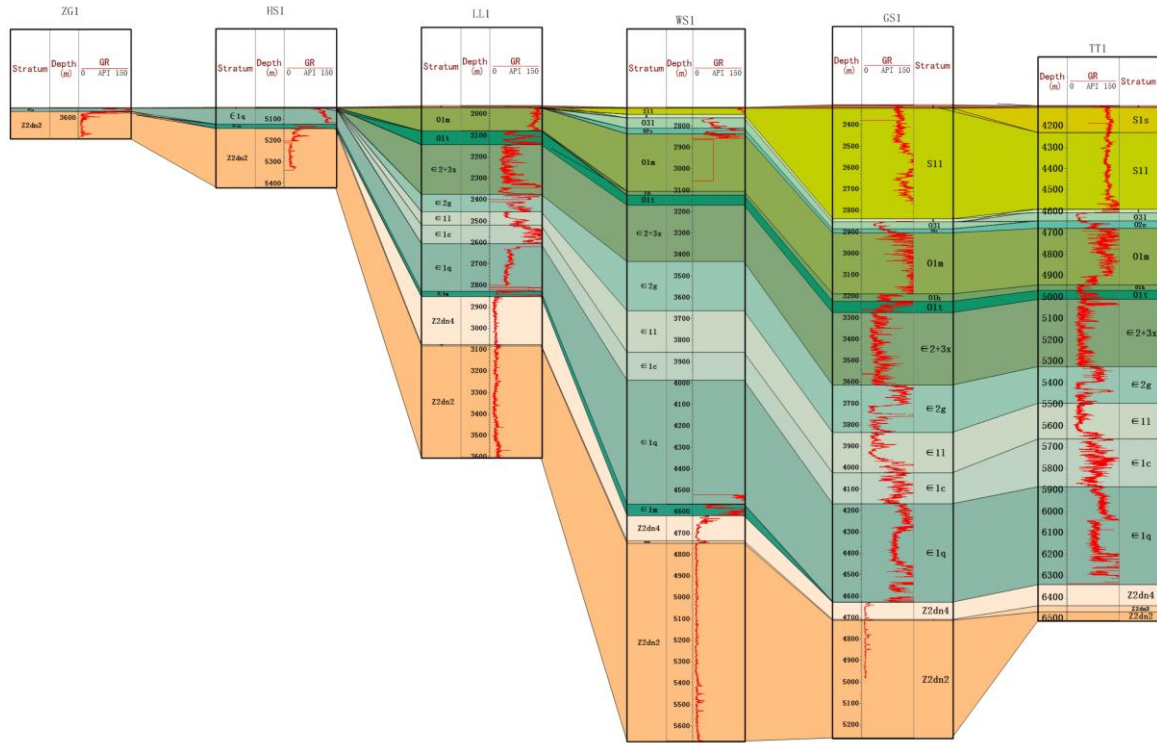 ZG1
Stratum Depth (m) GR 0 API 150
Z2dn2
3600
HS1
Stratum Depth (m) GR 0 API 150
∈1q
Z2dn2
5100
5200
5300
5400
LL1
Stratum Depth (m) GR 0 API 150
O1m
O1t
∈2+3x
∈2g
∈1l
∈1c
∈1q
Z2dn4
Z2dn2
2000
2100
2200
2300
2400
2500
2600
2700
2800
2900
3000
3100
3200
3300
3400
3500
3600
WS1
Stratum Depth (m) GR 0 API 150
S1l
O3l
O1m
O1t
∈2+3x
∈2g
∈1l
∈1c
∈1q
∈1m
Z2dn4
Z2dn2
2800
2900
3000
3100
3200
3300
3400
3500
3600
3700
3800
3900
4000
4100
4200
4300
4400
4500
4600
4700
4800
4900
5000
5100
5200
5300
5400
5500
5600
GS1
Depth (m) GR 0 API 150 Stratum
2400
2500
2600
2700
2800
2900
3000
3100
3200
3300
3400
3500
3600
3700
3800
3900
4000
4100
4200
4300
4400
4500
4600
4700
4800
4900
5000
5100
5200
S1l
O3l
O1m
O1h
O1t
∈2+3x
∈2g
∈1l
∈1c
∈1q
Z2dn4
Z2dn2
TT1
Depth (m) GR 0 API 150 Stratum
4200
4300
4400
4500
4600
4700
4800
4900
5000
5100
5200
5300
5400
5500
5600
5700
5800
5900
6000
6100
6200
6300
6400
6500
S1s
S1l
O3l
O1m
O1h
O1t
∈2+3x
∈2g
∈1l
∈1c
∈1q
Z2dn4
Z2dn3
Z2dn2